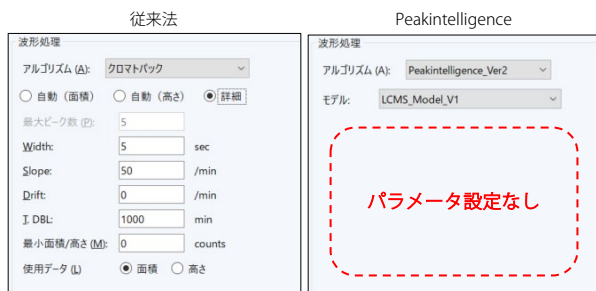 従来法
波形処理
アルゴリズム (A): クロマトパック
自動（面積） 自動（高さ） 詳細
最大ピーク数 (P): 5
Width: 5 sec
Slope: 50 /min
Drift: 0 /min
T. DBL: 1000 min
最小面積/高さ (M): 0 counts
使用データ (L) 面積 高さ
Peakintelligence
波形処理
アルゴリズム (A): Peakintelligence_Ver2
モデル: LCMS_Model_V1
パラメータ設定なし